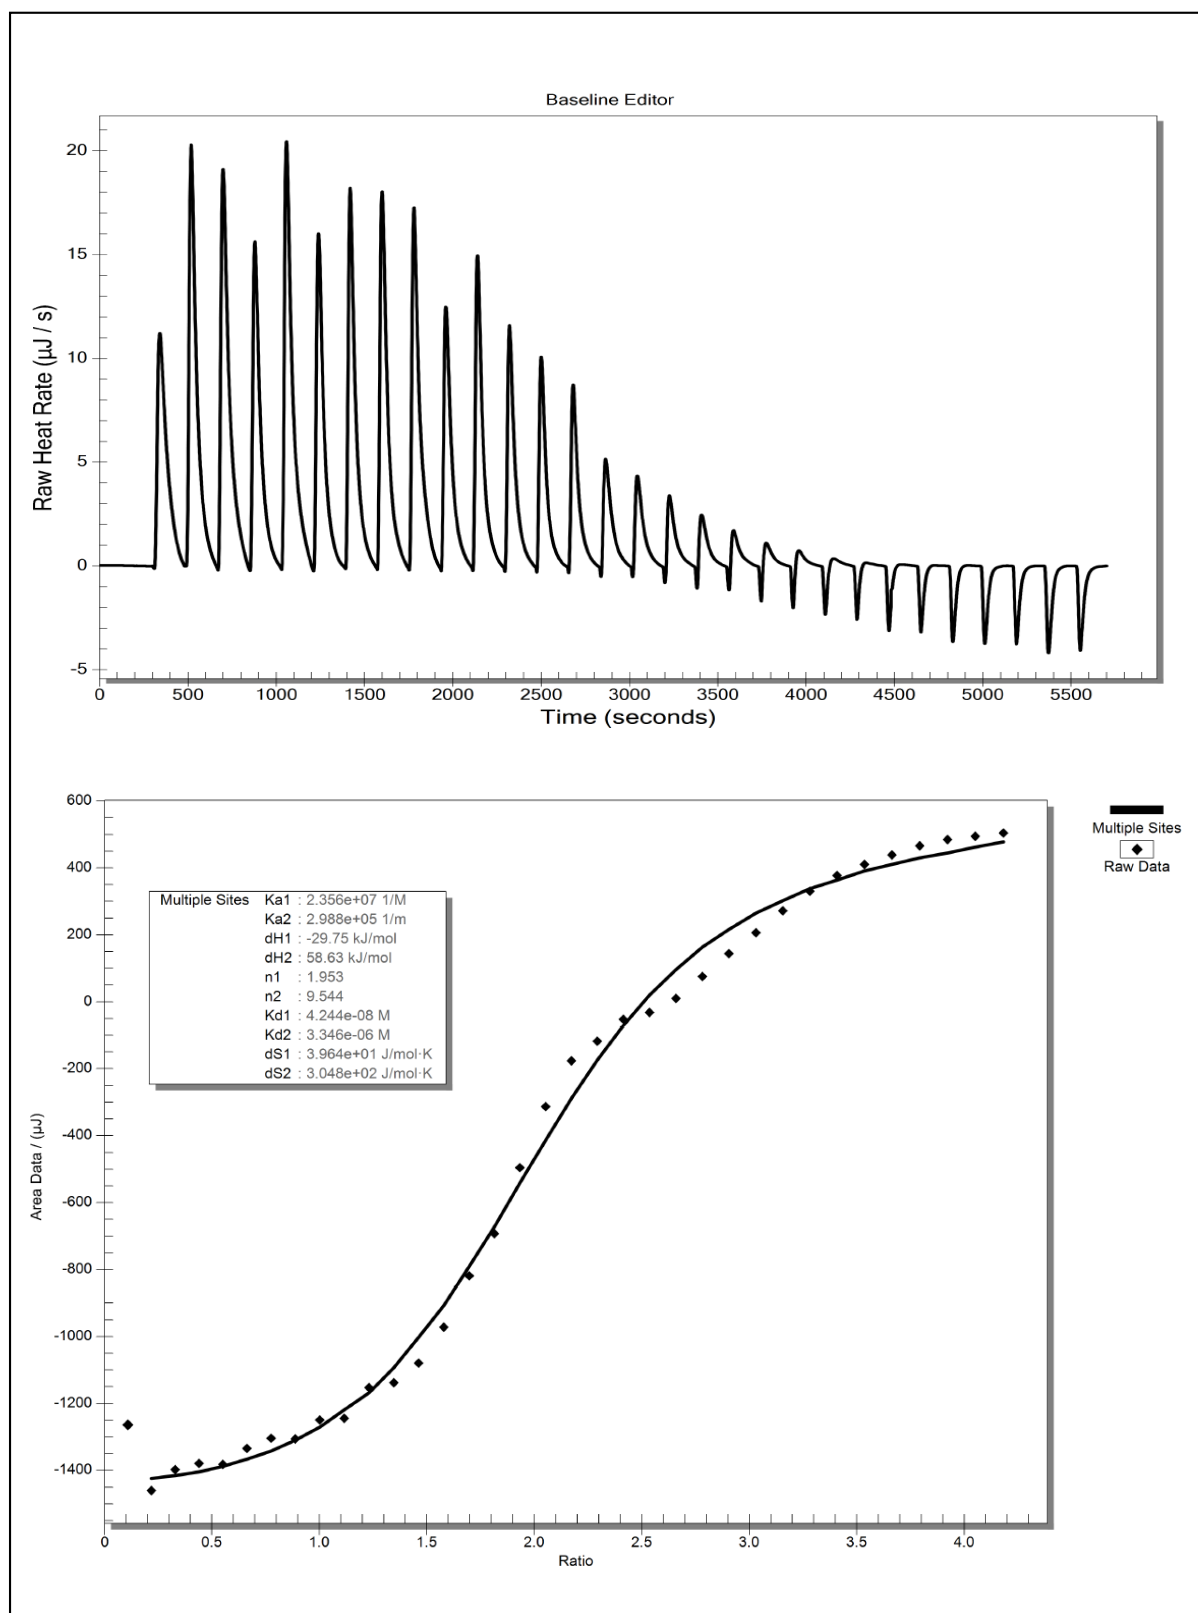 Baseline Editor
Raw Heat Rate (µJ / s)
20
15
10
5
0
-5
0 500 1000 1500 2000 2500 3000 3500 4000 4500 5000 5500
Time (seconds)
Area Data / (µJ)
600
400
200
0
-200
-400
-600
-800
-1000
-1200
-1400
Multiple Sites Ka1 : 2.356e+07 1/M
Ka2 : 2.988e+05 1/m
dH1 : -29.75 kJ/mol
dH2 : 58.63 kJ/mol
n1 : 1.953
n2 : 9.544
Kd1 : 4.244e-08 M
Kd2 : 3.346e-06 M
dS1 : 3.964e+01 J/mol·K
dS2 : 3.048e+02 J/mol·K
Multiple Sites
Raw Data
0 0.5 1.0 1.5 2.0 2.5 3.0 3.5 4.0
Ratio